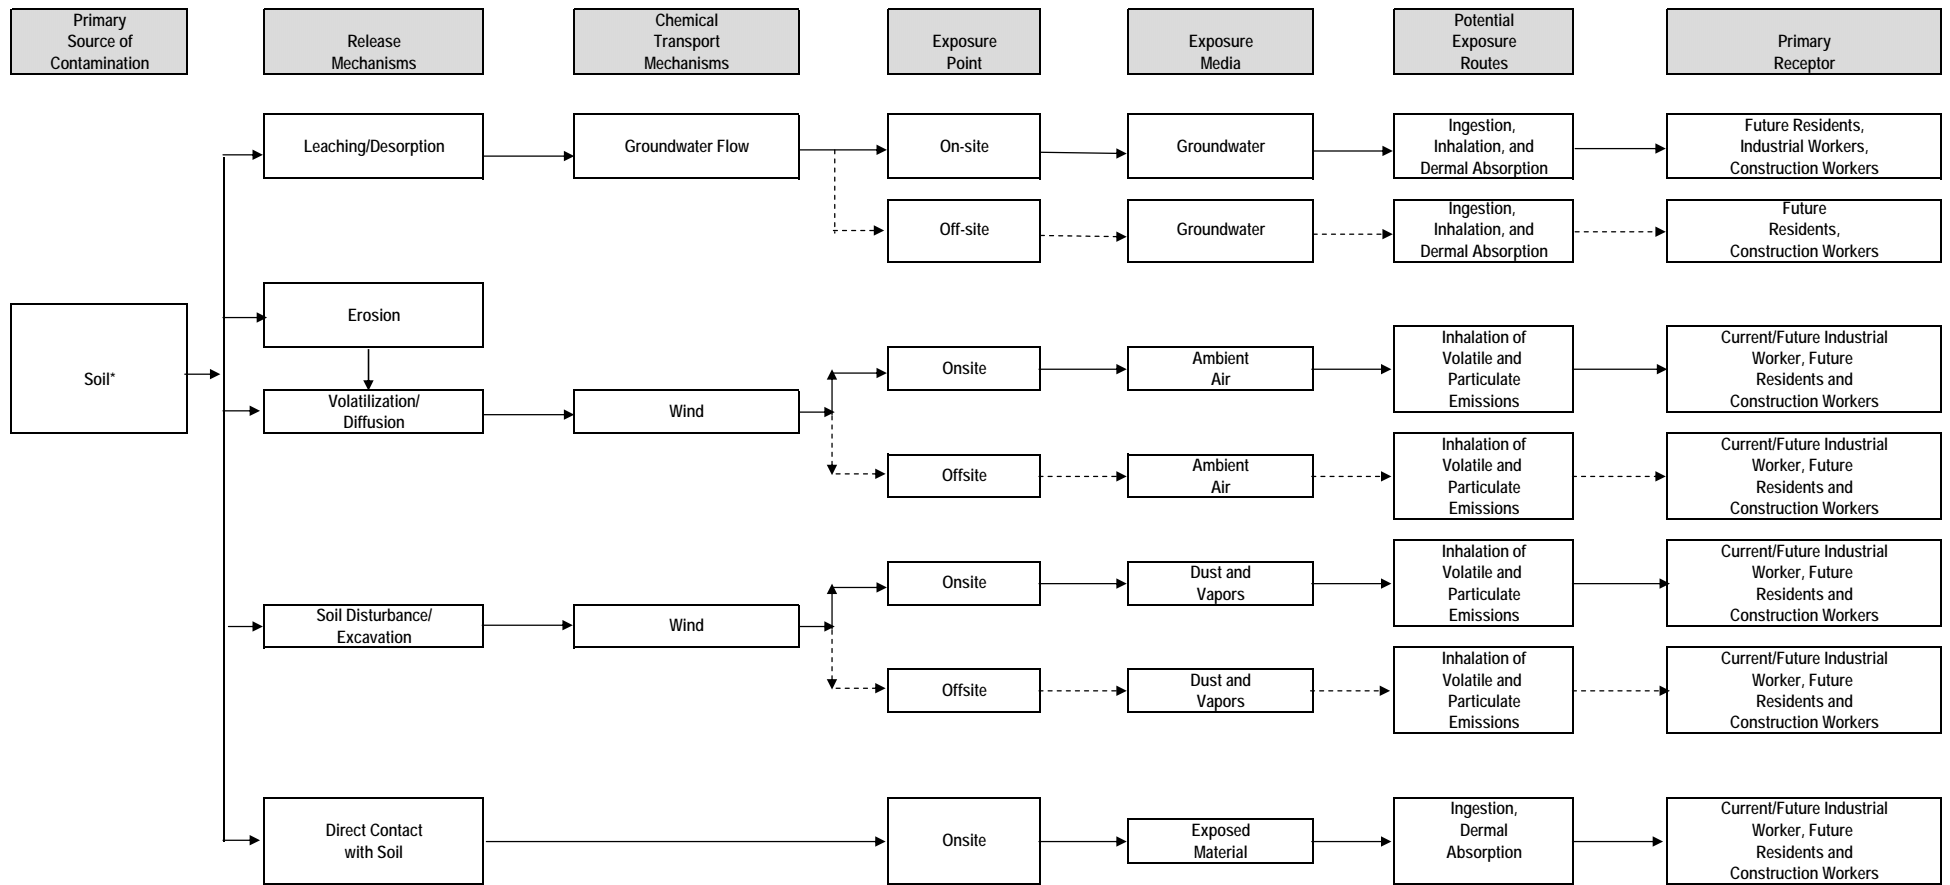 Primary
Source of
Contamination
Release
Mechanisms
Chemical
Transport
Mechanisms
Exposure
Point
Exposure
Media
Potential
Exposure
Routes
Primary
Receptor
Leaching/Desorption
Groundwater Flow
On-site
Groundwater
Ingestion,
Inhalation, and
Dermal Absorption
Future Residents,
Industrial Workers,
Construction Workers
Off-site
Groundwater
Ingestion,
Inhalation, and
Dermal Absorption
Future
Residents,
Construction Workers
Soil*
Erosion
Volatilization/
Diffusion
Wind
Onsite
Ambient
Air
Inhalation of
Volatile and
Particulate
Emissions
Current/Future Industrial
Worker, Future
Residents and
Construction Workers
Offsite
Ambient
Air
Inhalation of
Volatile and
Particulate
Emissions
Current/Future Industrial
Worker, Future
Residents and
Construction Workers
Soil Disturbance/
Excavation
Wind
Onsite
Dust and
Vapors
Inhalation of
Volatile and
Particulate
Emissions
Current/Future Industrial
Worker, Future
Residents and
Construction Workers
Offsite
Dust and
Vapors
Inhalation of
Volatile and
Particulate
Emissions
Current/Future Industrial
Worker, Future
Residents and
Construction Workers
Direct Contact
with Soil
Onsite
Exposed
Material
Ingestion,
Dermal
Absorption
Current/Future Industrial
Worker, Future
Residents and
Construction Workers